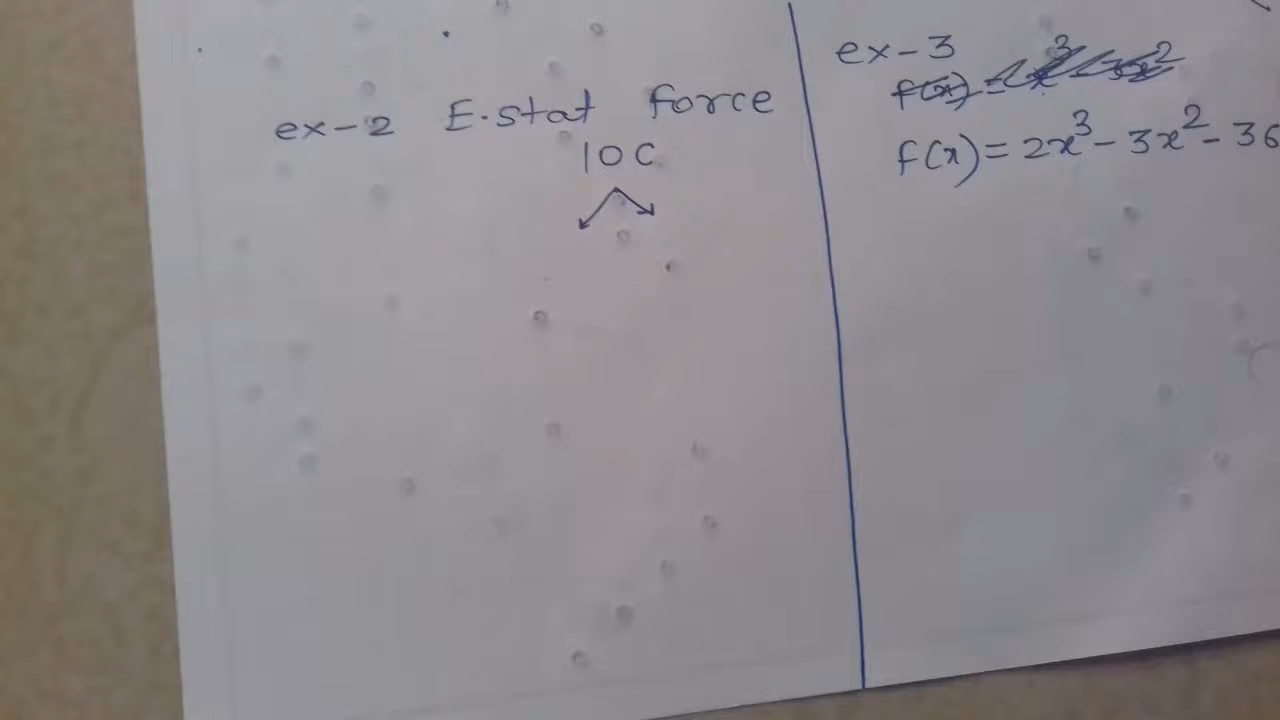 ex-2 E.stat force
10C
ex-3
f(x) = 2x³ - 3x² - 36